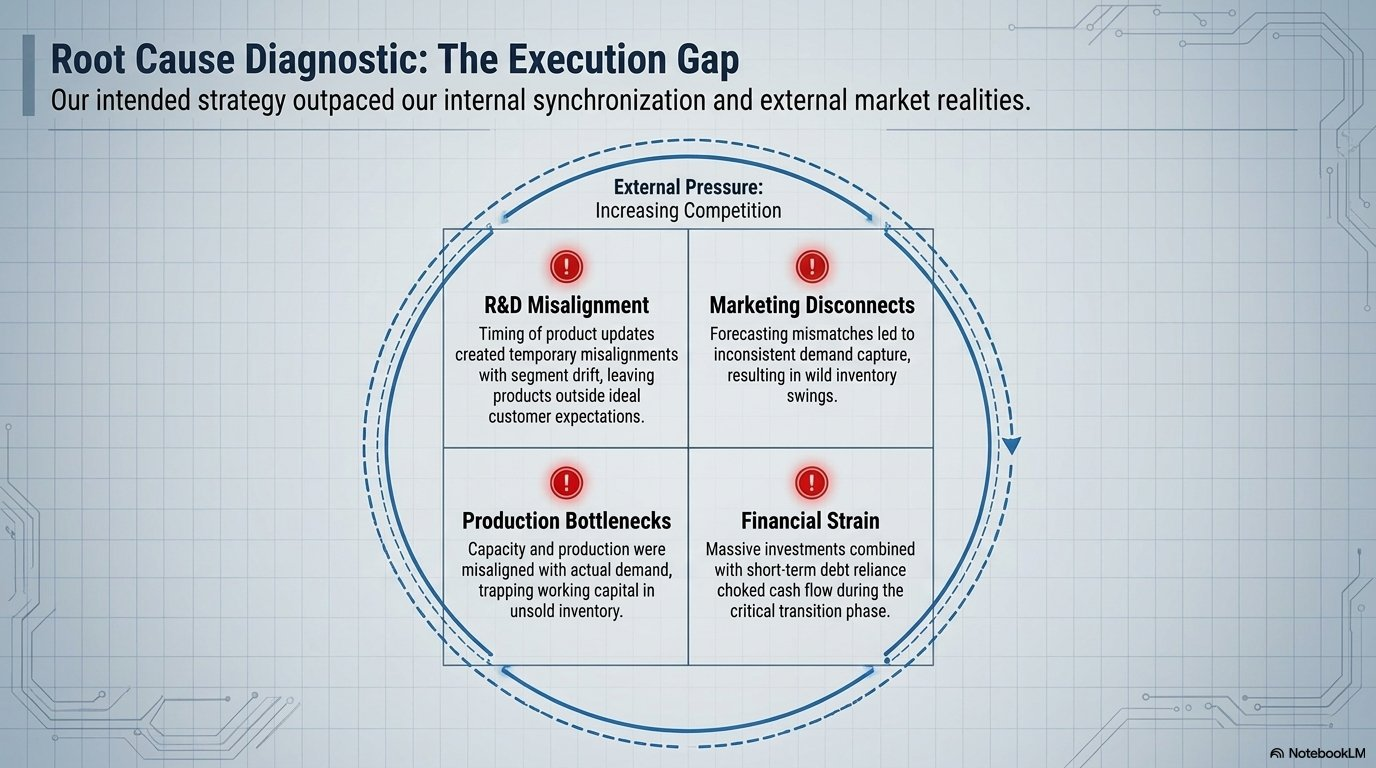 Root Cause Diagnostic: The Execution Gap
Our intended strategy outpaced our internal synchronization and external market realities.
External Pressure:
Increasing Competition
R&D Misalignment
Timing of product updates
created temporary misalignments
with segment drift, leaving
products outside ideal
customer expectations.
Marketing Disconnects
Forecasting mismatches led to
inconsistent demand capture,
resulting in wild inventory
swings.
Production Bottlenecks
Capacity and production were
misaligned with actual demand,
trapping working capital in
unsold inventory.
Financial Strain
Massive investments combined
with short-term debt reliance
choked cash flow during the
critical transition phase.
NotebookLM